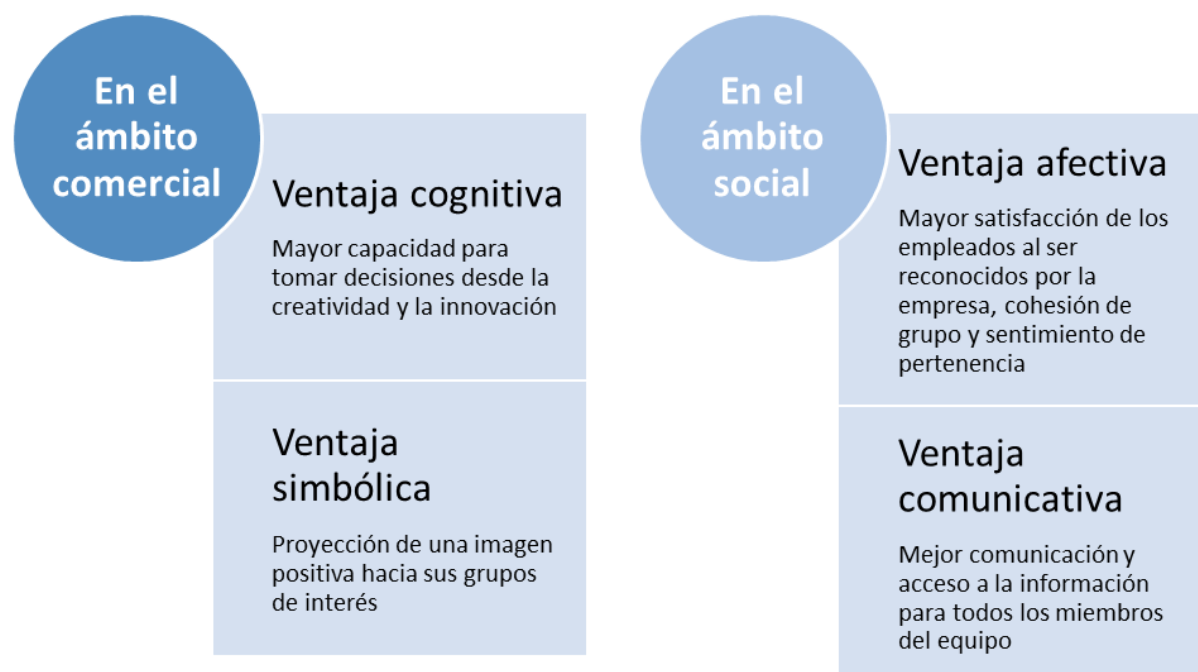 En el
ámbito
comercial
Ventaja cognitiva
Mayor capacidad para
tomar decisiones desde la
creatividad y la innovación
Ventaja
simbólica
Proyección de una imagen
positiva hacia sus grupos
de interés
En el
ámbito
social
Ventaja afectiva
Mayor satisfacción de los
empleados al ser
reconocidos por la
empresa, cohesión de
grupo y sentimiento de
pertenencia
Ventaja
comunicativa
Mejor comunicación y
acceso a la información
para todos los miembros
del equipo